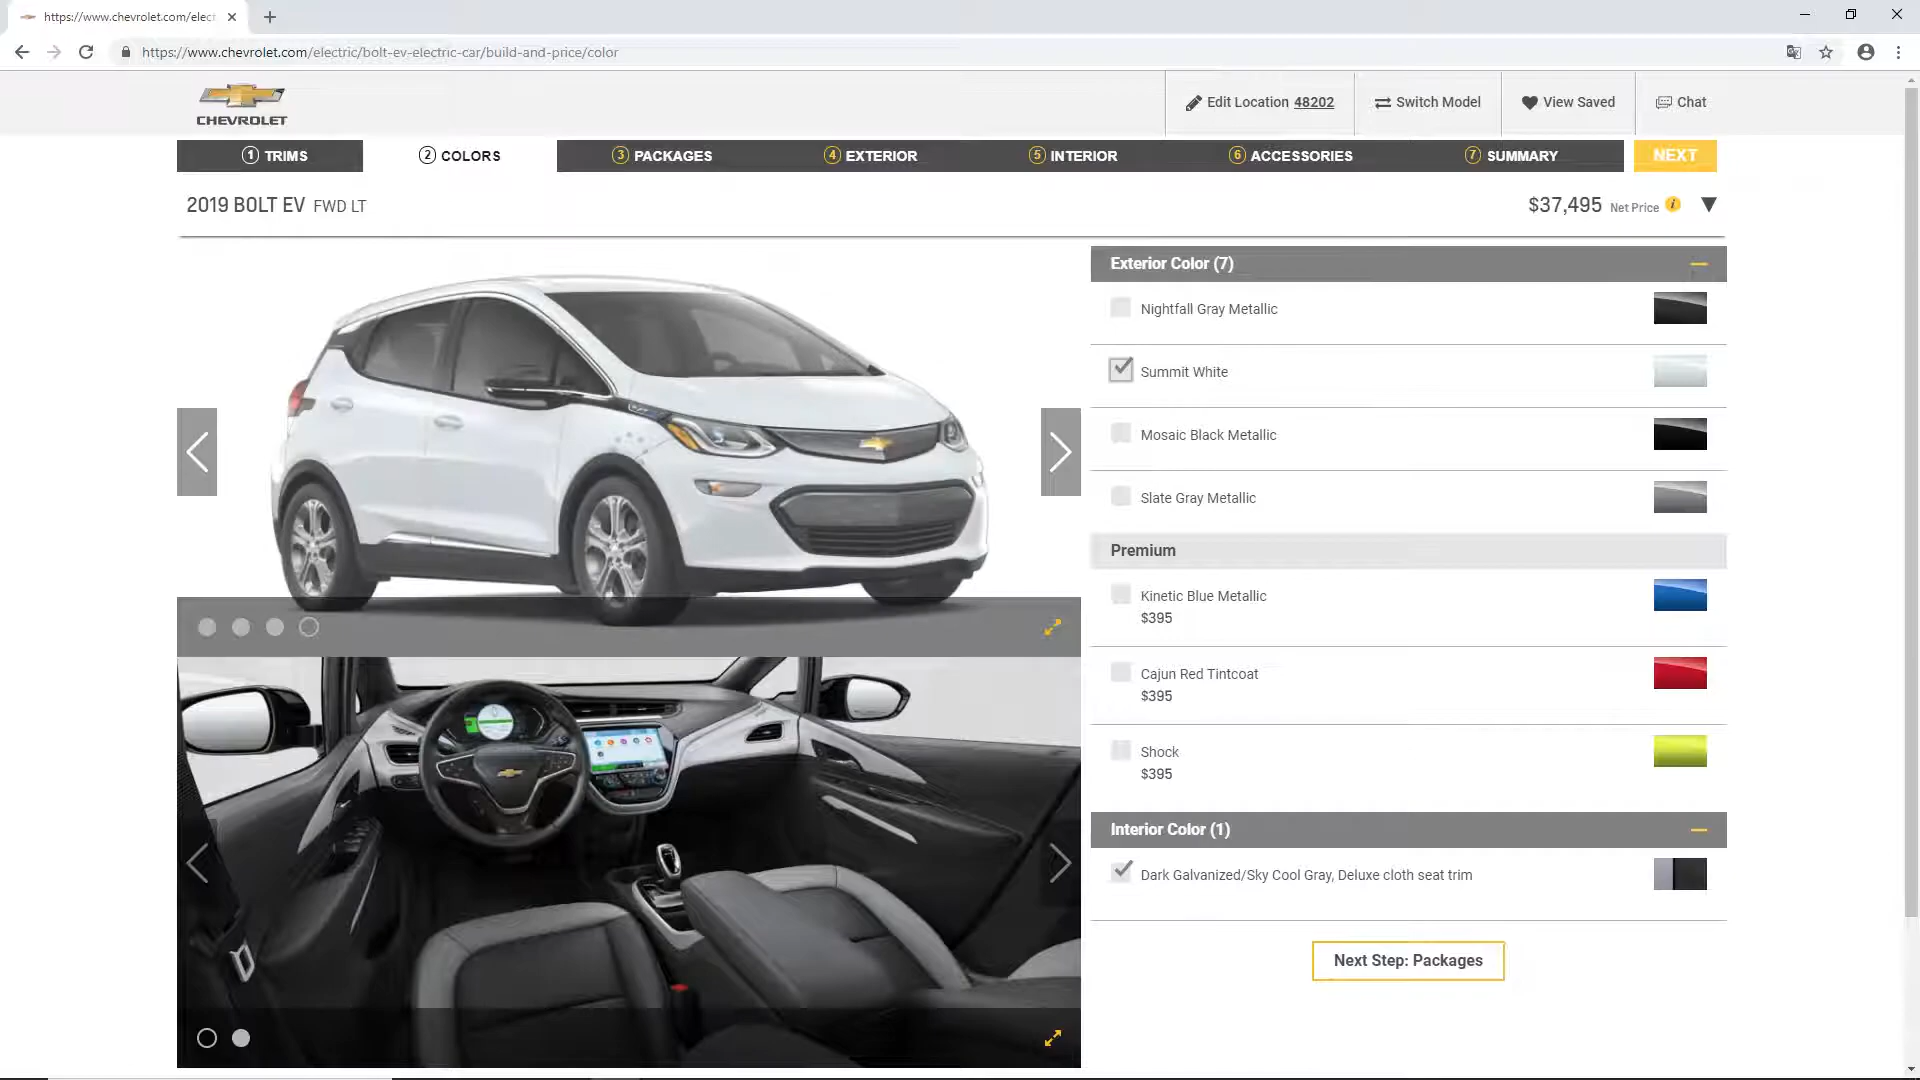 https://www.chevrolet.com/elect
https://www.chevrolet.com/electric/bolt-ev-electric-car/build-and-price/color
CHEVROLET
Edit Location 48202
Switch Model
View Saved
Chat
1 TRIMS
2 COLORS
3 PACKAGES
4 EXTERIOR
5 INTERIOR
6 ACCESSORIES
7 SUMMARY
NEXT
2019 BOLT EV FWD LT
$37,495 Net Price i
Exterior Color (7)
Nightfall Gray Metallic
Summit White
Mosaic Black Metallic
Slate Gray Metallic
Premium
Kinetic Blue Metallic
$395
Cajun Red Tintcoat
$395
Shock
$395
Interior Color (1)
Dark Galvanized/Sky Cool Gray, Deluxe cloth seat trim
Next Step: Packages